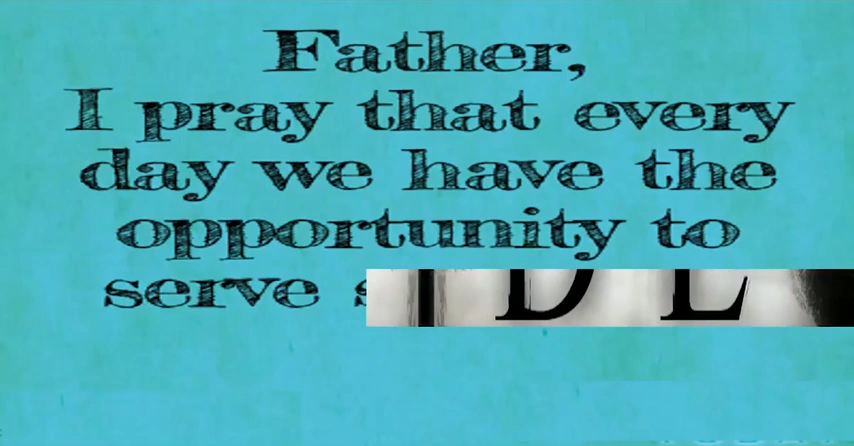 Father,
I pray that every
day we have the
opportunity to
serve